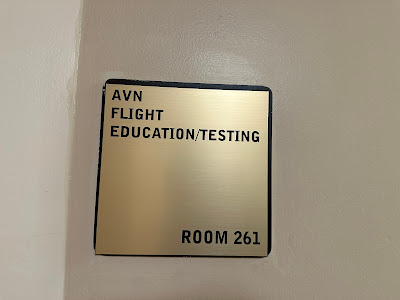 AVN
FLIGHT
EDUCATION/TESTING
ROOM 261